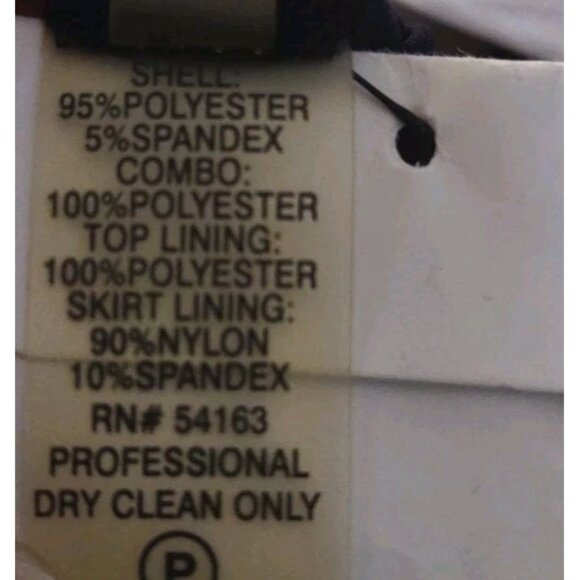 SHELL:
95%POLYESTER
5%SPANDEX
COMBO:
100%POLYESTER
TOP LINING:
100%POLYESTER
SKIRT LINING:
90%NYLON
10%SPANDEX
RN# 54163
PROFESSIONAL
DRY CLEAN ONLY
P